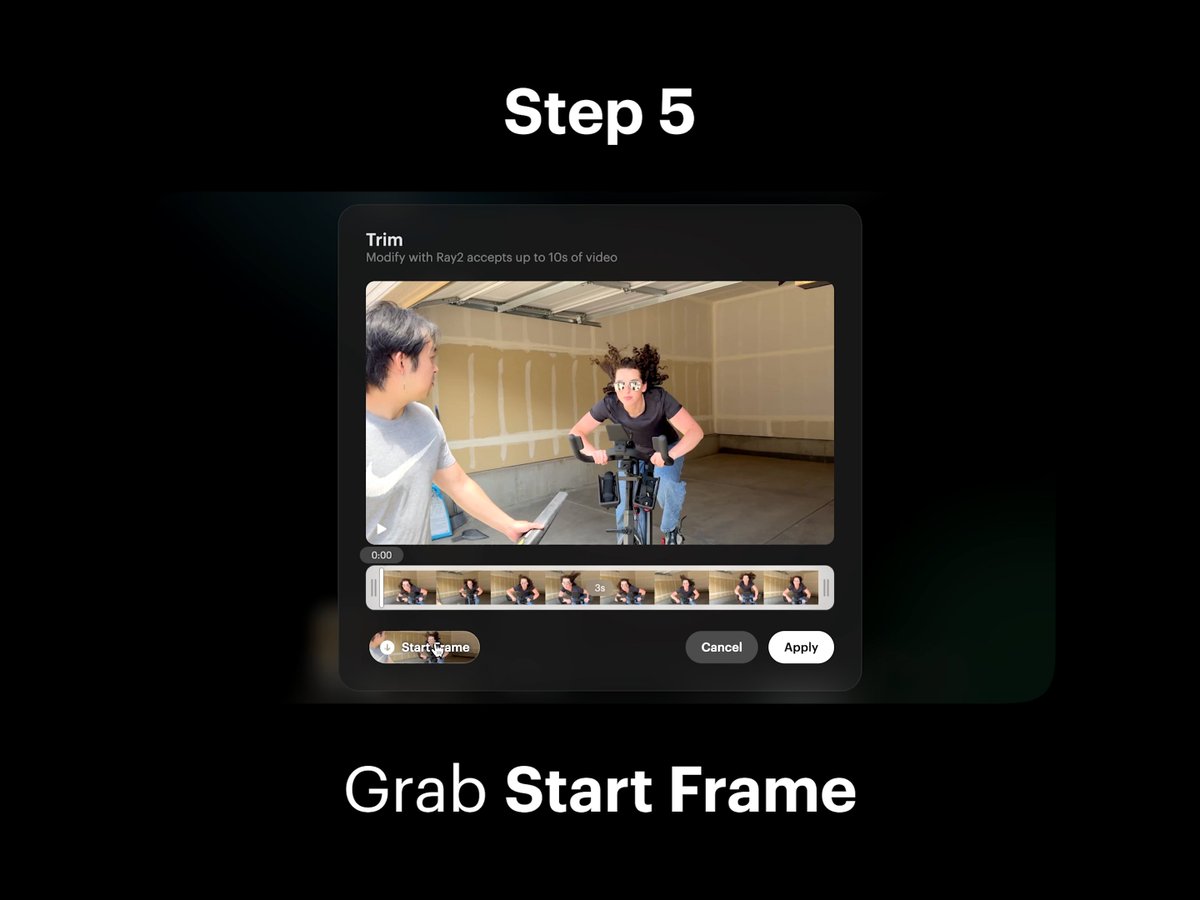 Step 5
Trim
Modify with Ray2 accepts up to 10s of video
0:00
3s
Start Frame
Cancel
Apply
Grab Start Frame